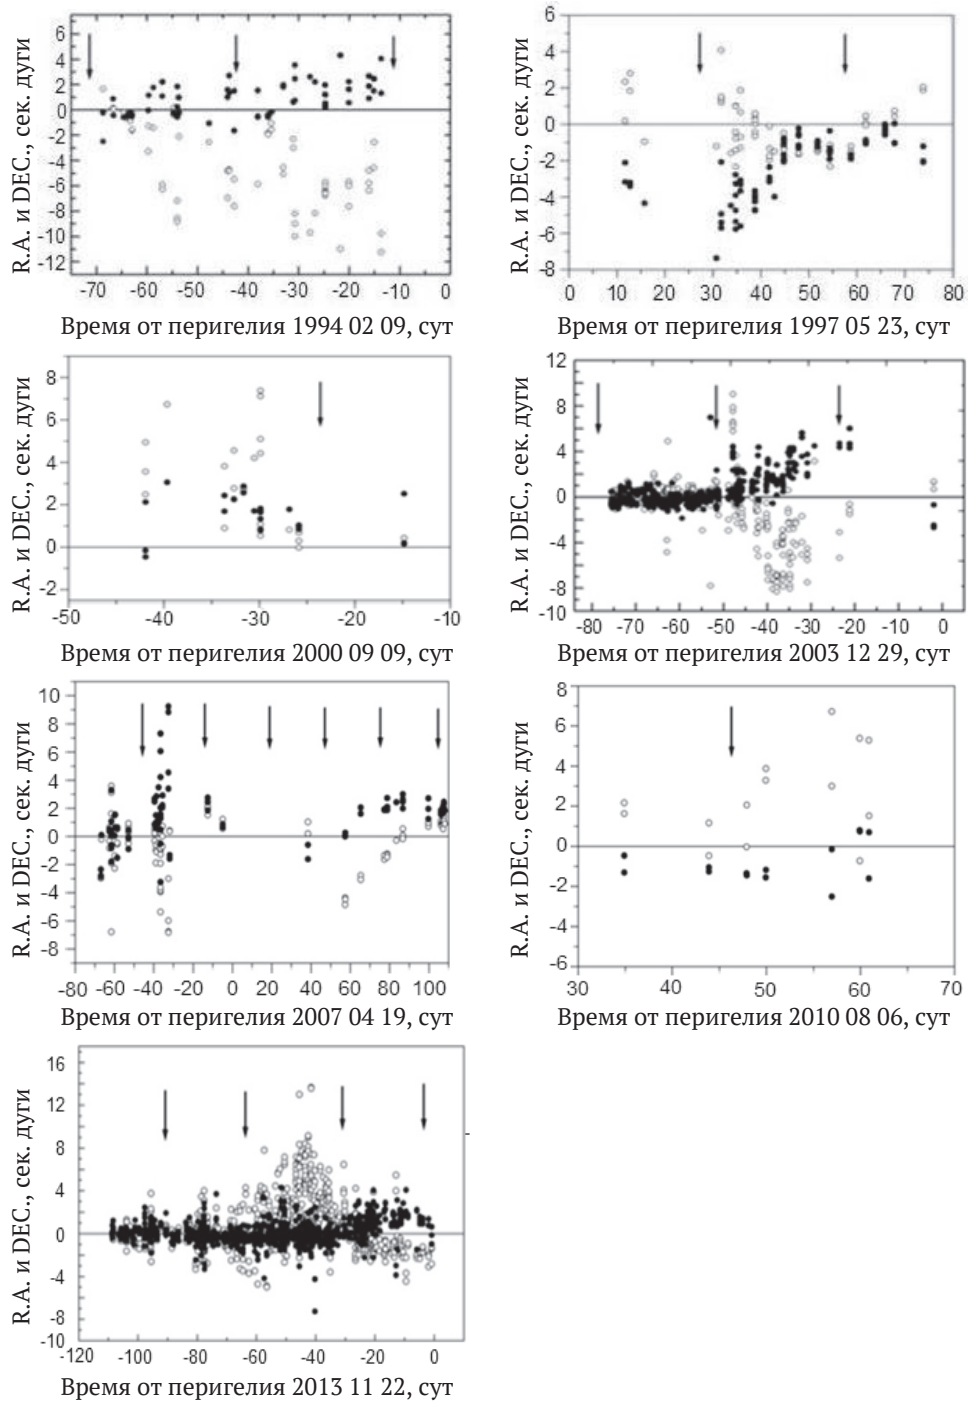 R.A. и DEC., сек. дуги
6
4
2
0
-2
-4
-6
-8
-10
-12
-70 -60 -50 -40 -30 -20 -10 0
Время от перигелия 1994 02 09, сут
R.A. и DEC., сек. дуги
6
4
2
0
-2
-4
-6
-8
0 10 20 30 40 50 60 70 80
Время от перигелия 1997 05 23, сут
R.A. и DEC., сек. дуги
8
6
4
2
0
-2
-50 -40 -30 -20 -10
Время от перигелия 2000 09 09, сут
R.A. и DEC., сек. дуги
12
8
4
0
-4
-8
-10
-80 -70 -60 -50 -40 -30 -20 -10 0
Время от перигелия 2003 12 29, сут
R.A. и DEC., сек. дуги
10
8
6
4
2
0
-2
-4
-6
-8
-80 -60 -40 -20 0 20 40 60 80 100
Время от перигелия 2007 04 19, сут
R.A. и DEC., сек. дуги
8
6
4
2
0
-2
-4
-6
30 40 50 60 70
Время от перигелия 2010 08 06, сут
R.A. и DEC., сек. дуги
16
12
8
4
0
-4
-8
-10
-120 -100 -80 -60 -40 -20 0
Время от перигелия 2013 11 22, сут